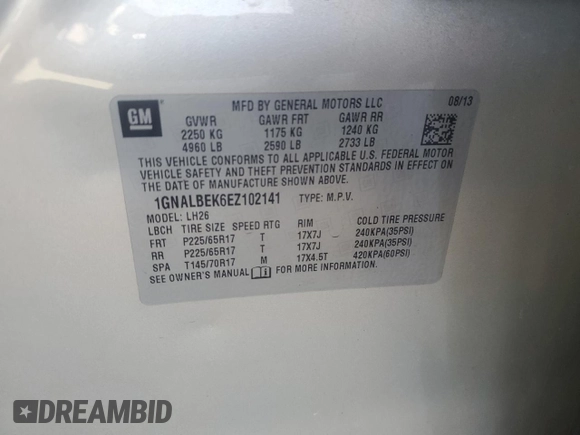 GM
MFD BY GENERAL MOTORS LLC 08/13
GVWR GAWR FRT GAWR RR
2250 KG 1175 KG 1240 KG
4960 LB 2590 LB 2733 LB
THIS VEHICLE CONFORMS TO ALL APPLICABLE U.S. FEDERAL MOTOR
VEHICLE SAFETY AND THEFT PREVENTION STANDARDS IN EFFECT ON
THE DATE OF MANUFACTURE SHOWN ABOVE.
1GNALBEK6EZ102141 TYPE: M.P.V.
MODEL: LH26
LBCH TIRE SIZE SPEED RTG RIM COLD TIRE PRESSURE
FRT P225/65R17 T 17X7J 240KPA(35PSI)
RR P225/65R17 T 17X7J 240KPA(35PSI)
SPA T145/70R17 M 17X4.5T 420KPA(60PSI)
SEE OWNER'S MANUAL FOR MORE INFORMATION.
DREAMBID